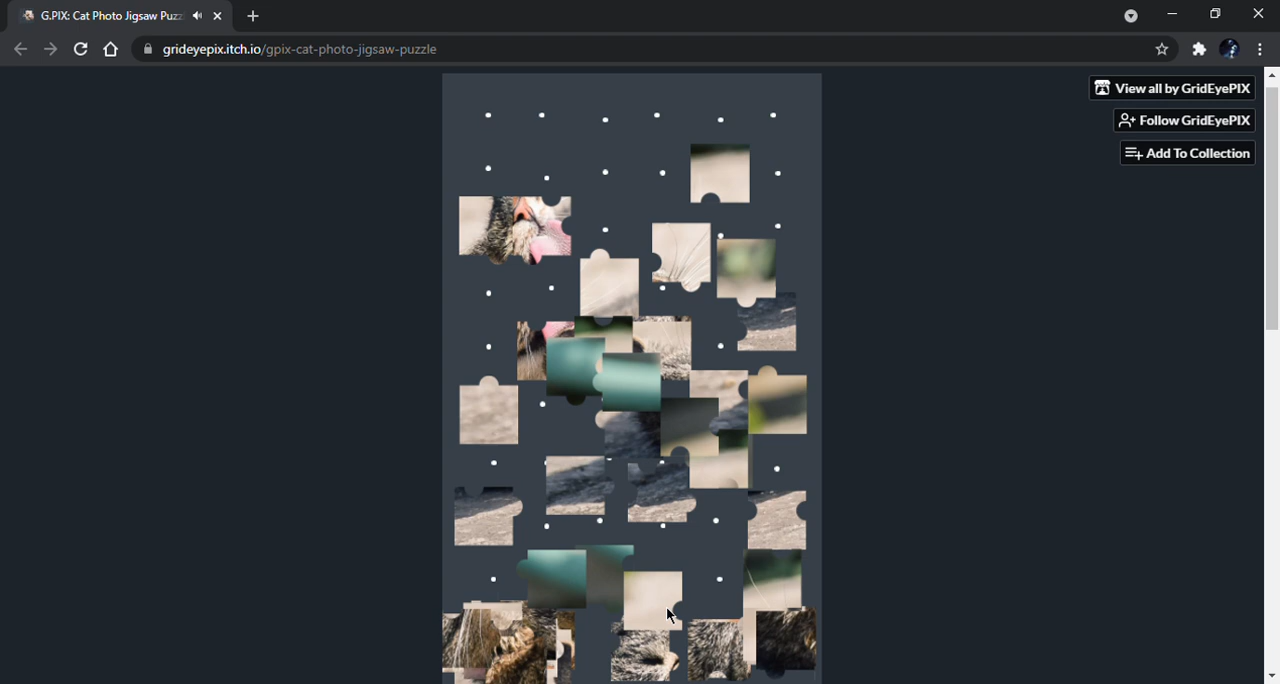 G.PIX: Cat Photo Jigsaw Puzz
grideyepix.itch.io/gpix-cat-photo-jigsaw-puzzle
View all by GridEyePIX
Follow GridEyePIX
Add To Collection